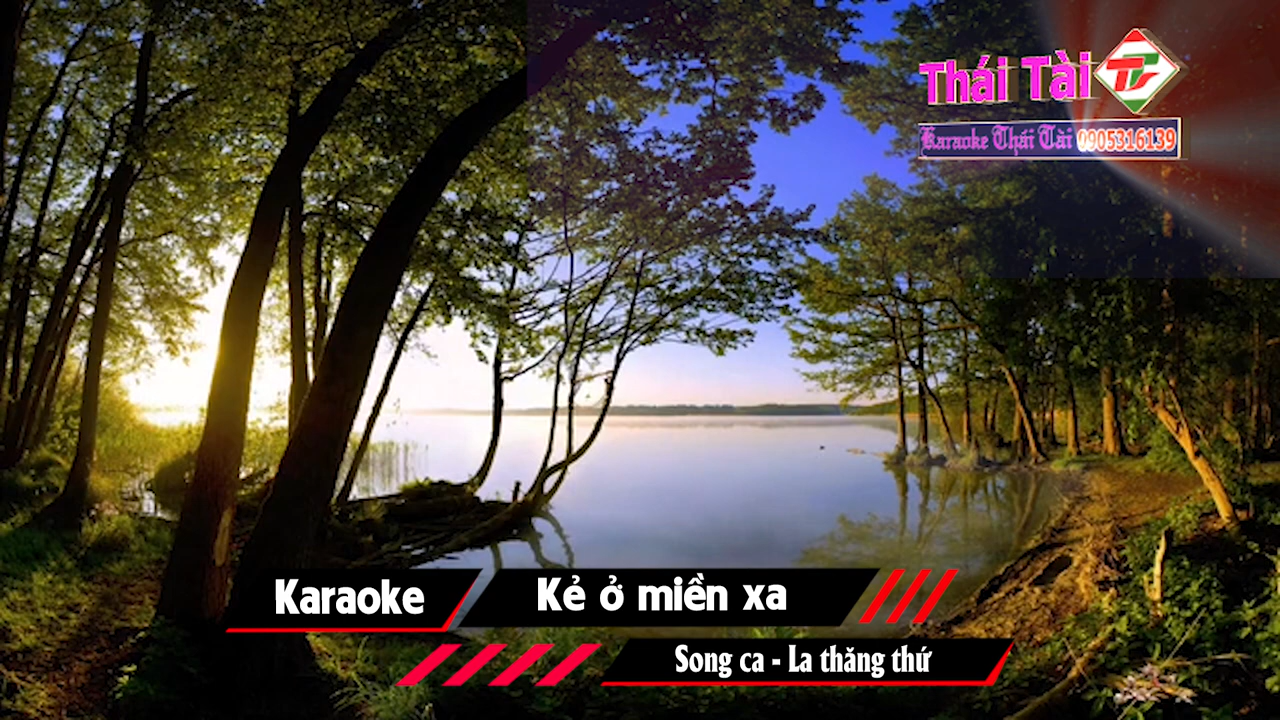 Thái Tài
Karaoke Thái Tài 0905316139
Karaoke
Kẻ ở miền xa
Song ca - La thăng thứ